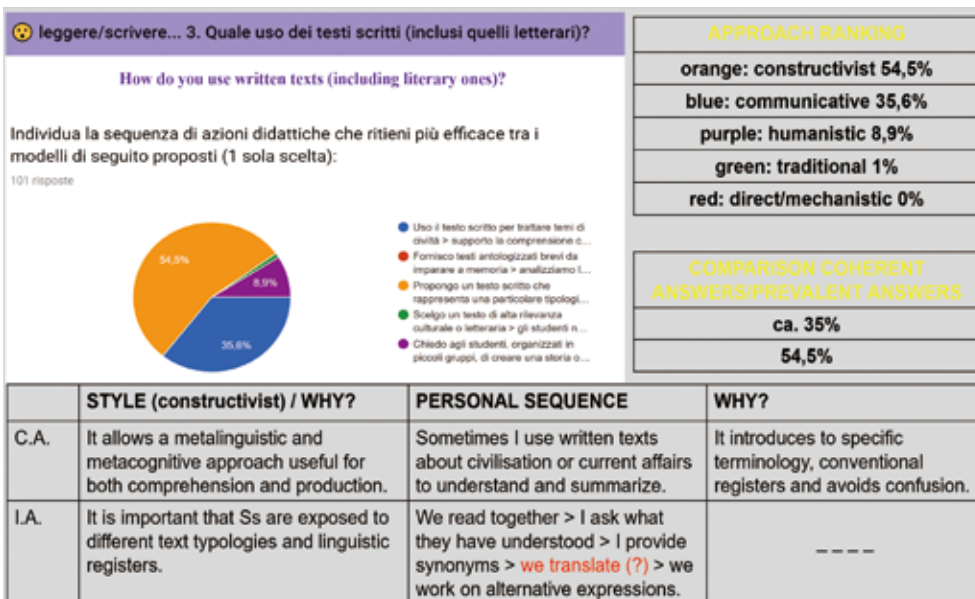 😯 leggere/scrivere... 3. Quale uso dei testi scritti (inclusi quelli letterari)?
How do you use written texts (including literary ones)?
Individua la sequenza di azioni didattiche che ritieni più efficace tra i
modelli di seguito proposti (1 sola scelta):
101 risposte
54,5%
8,9%
35,6%
Uso il testo scritto per trattare temi di
civiltà > supporto la comprensione c...
Fornisco testi antologizzati brevi da
imparare a memoria > analizziamo l...
Propongo un testo scritto che
rappresenta una particolare tipologi...
Scelgo un testo di alta rilevanza
culturale o letteraria > gli studenti n...
Chiedo agli studenti, organizzati in
piccoli gruppi, di creare una storia o...
APPROACH RANKING
orange: constructivist 54,5%
blue: communicative 35,6%
purple: humanistic 8,9%
green: traditional 1%
red: direct/mechanistic 0%
COMPARISON COHERENT
ANSWERS/PREVALENT ANSWERS
ca. 35%
54,5%
STYLE (constructivist) / WHY?
PERSONAL SEQUENCE
WHY?
C.A.
It allows a metalinguistic and
metacognitive approach useful for
both comprehension and production.
Sometimes I use written texts
about civilisation or current affairs
to understand and summarize.
It introduces to specific
terminology, conventional
registers and avoids confusion.
I.A.
It is important that Ss are exposed to
different text typologies and linguistic
registers.
We read together > I ask what
they have understood > I provide
synonyms > we translate (?) > we
work on alternative expressions.
– – – –